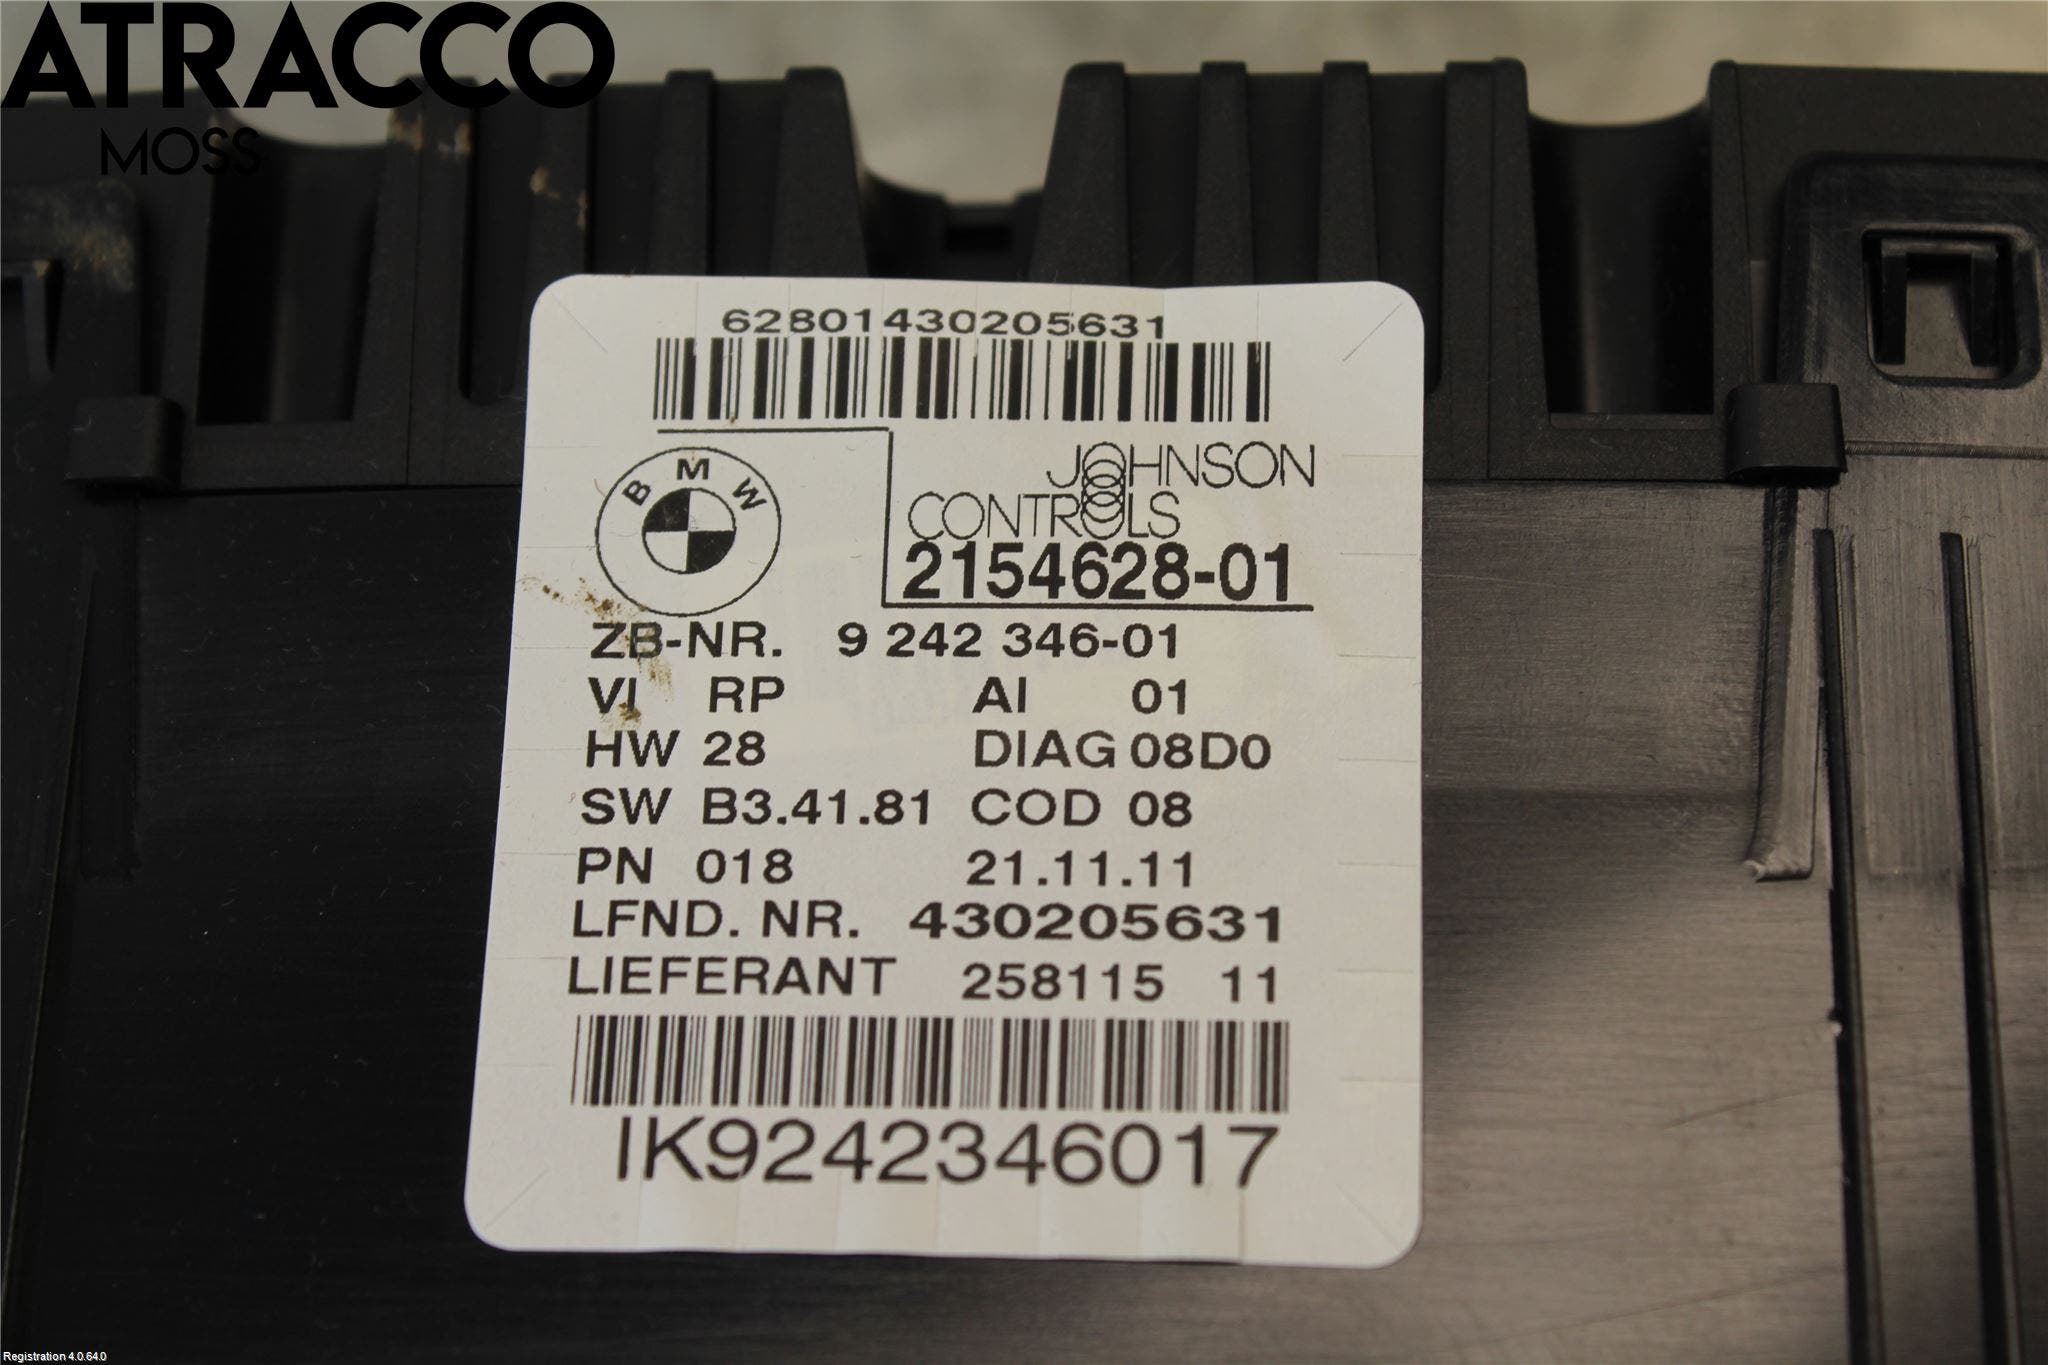 ATRACCO
MOSS
62801430205631
BMW
JOHNSON
CONTROLS
2154628-01
ZB-NR. 9 242 346-01
VI RP AI 01
HW 28 DIAG 08D0
SW B3.41.81 COD 08
PN 018 21.11.11
LFND. NR. 430205631
LIEFERANT 258115 11
IK9242346017
Registration 4.0.64.0